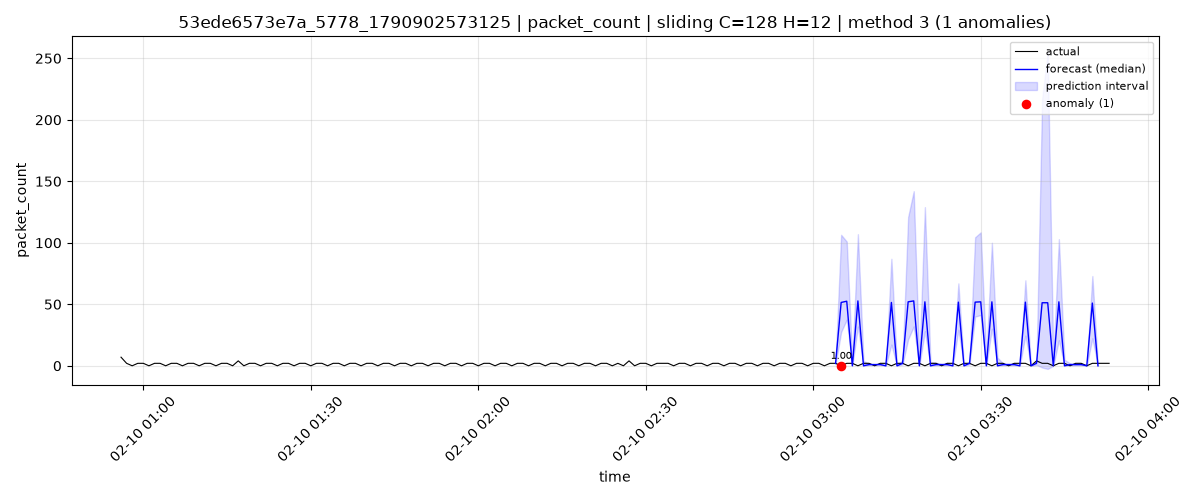 53ede6573e7a_5778_1790902573125 | packet_count | sliding C=128 H=12 | method 3 (1 anomalies)
actual
forecast (median)
prediction interval
anomaly (1)
packet_count
250
200
150
100
50
0
1.00
02-10 01:00
02-10 01:30
02-10 02:00
02-10 02:30
02-10 03:00
02-10 03:30
02-10 04:00
time